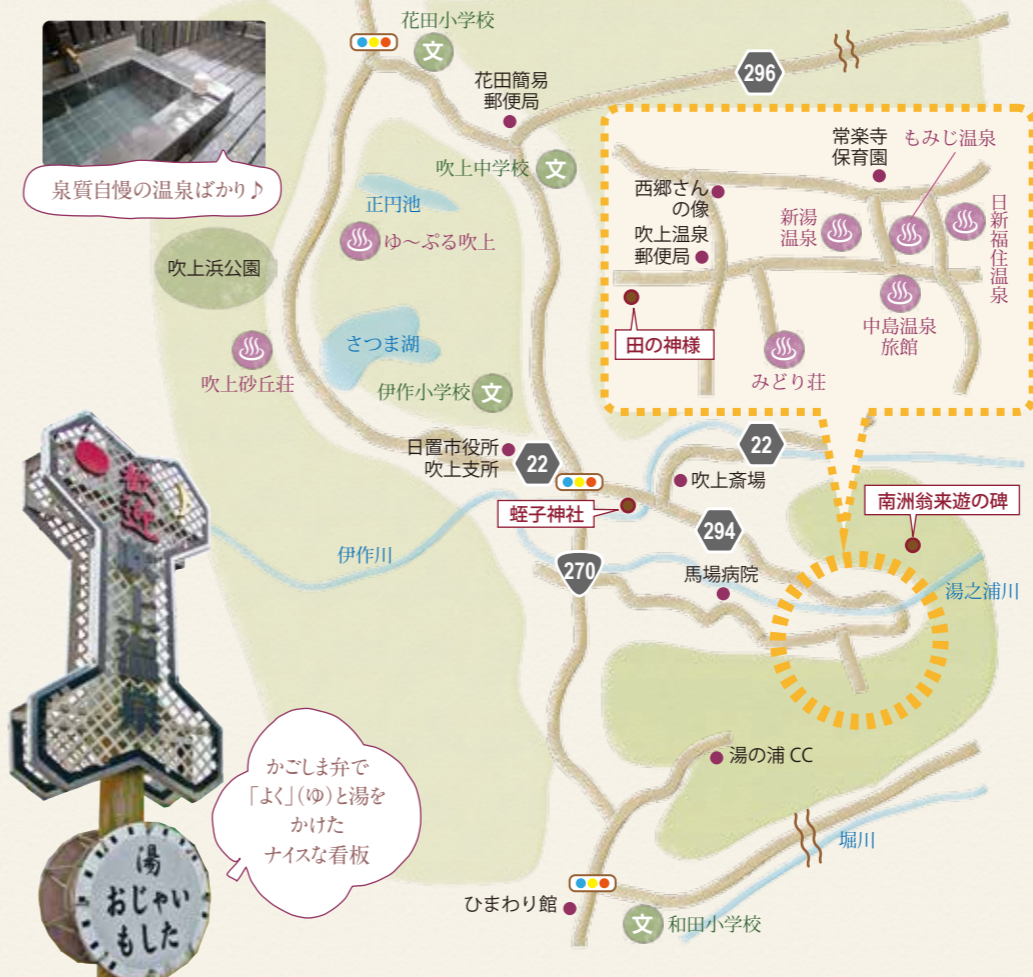 花田小学校
文
296
花田簡易
郵便局
泉質自慢の温泉ばかり♪
吹上中学校
文
正円池
ゆ〜ぷる吹上
吹上浜公園
さつま湖
吹上砂丘荘
伊作小学校
文
常楽寺
保育園
もみじ温泉
西郷さん
の像
新湯
温泉
日新福住温泉
吹上温泉
郵便局
中島温泉
旅館
田の神様
みどり荘
日置市役所
吹上支所
22
22
吹上斎場
蛭子神社
南洲翁来遊の碑
294
伊作川
270
馬場病院
湯之浦川
湯の浦 CC
かごしま弁で
「よく」(ゆ)と湯を
かけた
ナイスな看板
堀川
湯
おじゃい
もした
ひまわり館
文
和田小学校